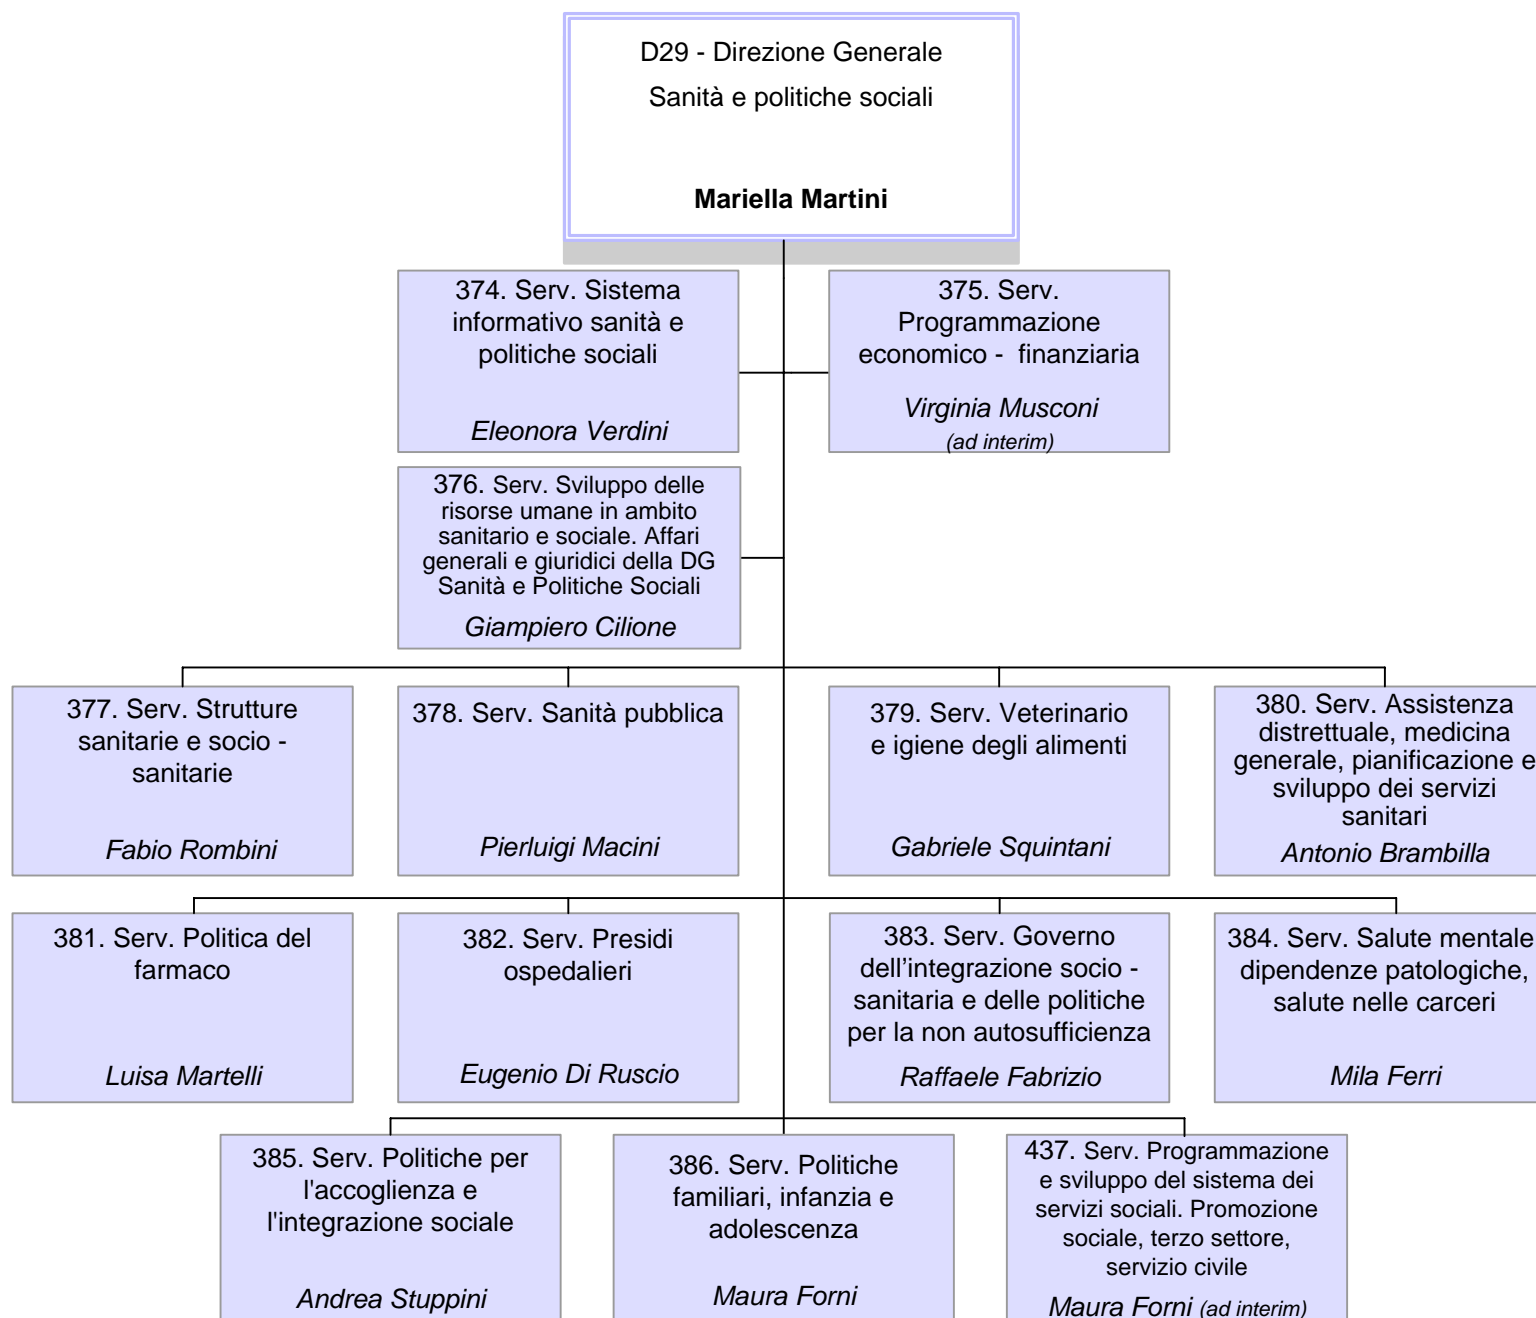 D29 - Direzione Generale
Sanità e politiche sociali
Mariella Martini
374. Serv. Sistema
informativo sanità e
politiche sociali
Eleonora Verdini
375. Serv.
Programmazione
economico -  finanziaria
Virginia Musconi
(ad interim)
376. Serv. Sviluppo delle
risorse umane in ambito
sanitario e sociale. Affari
generali e giuridici della DG
Sanità e Politiche Sociali
Giampiero Cilione
377. Serv. Strutture
sanitarie e socio -
sanitarie
Fabio Rombini
378. Serv. Sanità pubblica
Pierluigi Macini
379. Serv. Veterinario
e igiene degli alimenti
Gabriele Squintani
380. Serv. Assistenza
distrettuale, medicina
generale, pianificazione e
sviluppo dei servizi
sanitari
Antonio Brambilla
381. Serv. Politica del
farmaco
Luisa Martelli
382. Serv. Presidi
ospedalieri
Eugenio Di Ruscio
383. Serv. Governo
dell’integrazione socio -
sanitaria e delle politiche
per la non autosufficienza
Raffaele Fabrizio
384. Serv. Salute mentale
dipendenze patologiche,
salute nelle carceri
Mila Ferri
385. Serv. Politiche per
l'accoglienza e
l'integrazione sociale
Andrea Stuppini
386. Serv. Politiche
familiari, infanzia e
adolescenza
Maura Forni
437. Serv. Programmazione
e sviluppo del sistema dei
servizi sociali. Promozione
sociale, terzo settore,
servizio civile
Maura Forni (ad interim)